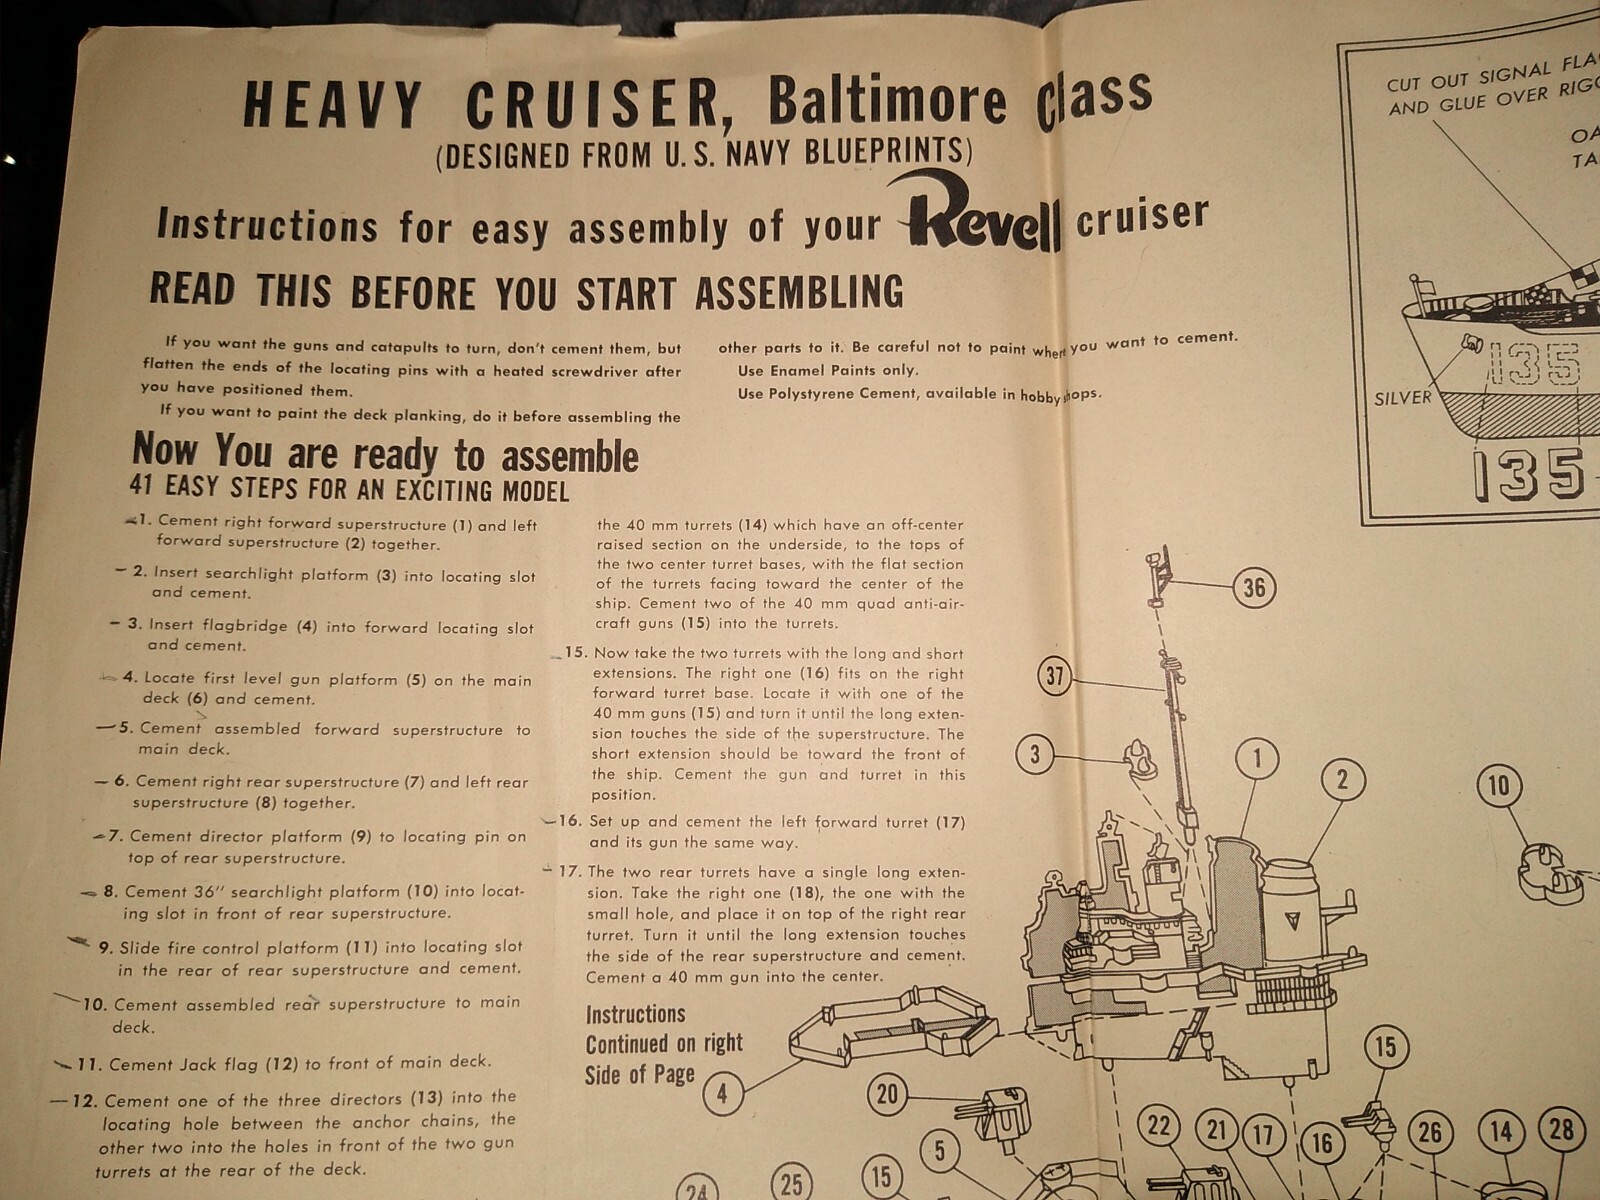 HEAVY CRUISER, Baltimore Class
(DESIGNED FROM U. S. NAVY BLUEPRINTS)
Instructions for easy assembly of your Revell cruiser
READ THIS BEFORE YOU START ASSEMBLING
If you want the guns and catapults to turn, don't cement them, but
flatten the ends of the locating pins with a heated screwdriver after
you have positioned them.
If you want to paint the deck planking, do it before assembling the
other parts to it. Be careful not to paint where you want to cement.
Use Enamel Paints only.
Use Polystyrene Cement, available in hobby shops.
Now You are ready to assemble
41 EASY STEPS FOR AN EXCITING MODEL
1. Cement right forward superstructure (1) and left
forward superstructure (2) together.
2. Insert searchlight platform (3) into locating slot
and cement.
3. Insert flagbridge (4) into forward locating slot
and cement.
4. Locate first level gun platform (5) on the main
deck (6) and cement.
5. Cement assembled forward superstructure to
main deck.
6. Cement right rear superstructure (7) and left rear
superstructure (8) together.
7. Cement director platform (9) to locating pin on
top of rear superstructure.
8. Cement 36" searchlight platform (10) into locat-
ing slot in front of rear superstructure.
9. Slide fire control platform (11) into locating slot
in the rear of rear superstructure and cement.
10. Cement assembled rear superstructure to main
deck.
11. Cement Jack flag (12) to front of main deck.
12. Cement one of the three directors (13) into the
locating hole between the anchor chains, the
other two into the holes in front of the two gun
turrets at the rear of the deck.
the 40 mm turrets (14) which have an off-center
raised section on the underside, to the tops of
the two center turret bases, with the flat section
of the turrets facing toward the center of the
ship. Cement two of the 40 mm quad anti-air-
craft guns (15) into the turrets.
15. Now take the two turrets with the long and short
extensions. The right one (16) fits on the right
forward turret base. Locate it with one of the
40 mm guns (15) and turn it until the long exten-
sion touches the side of the superstructure. The
short extension should be toward the front of
the ship. Cement the gun and turret in this
position.
16. Set up and cement the left forward turret (17)
and its gun the same way.
17. The two rear turrets have a single long exten-
sion. Take the right one (18), the one with the
small hole, and place it on top of the right rear
turret. Turn it until the long extension touches
the side of the rear superstructure and cement.
Cement a 40 mm gun into the center.
Instructions
Continued on right
Side of Page
CUT OUT SIGNAL
AND GLUE OVER
SILVER
135
135
36
37
3
1
2
10
4
20
15
5
22
21
17
16
26
14
28
24
25
15